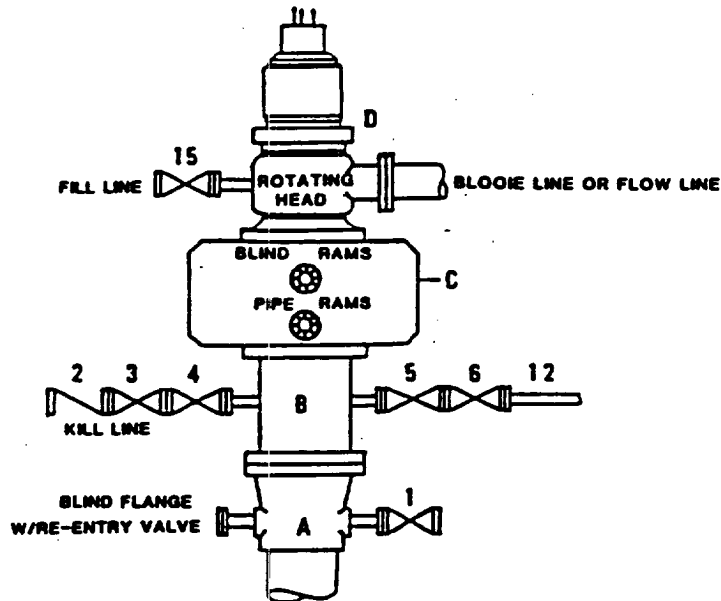 D
15
FILL LINE
ROTATING
HEAD
BLOOIE LINE OR FLOW LINE
BLIND RAMS
C
PIPE RAMS
2 3 4
5 6 12
B
KILL LINE
BLIND FLANGE
W/RE-ENTRY VALVE
A
1